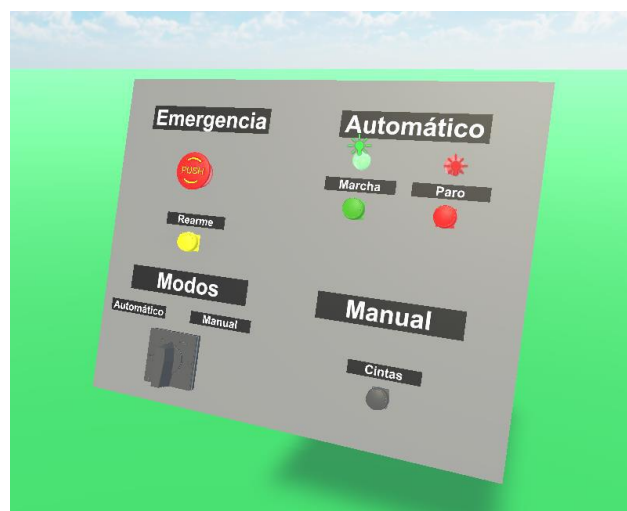 Emergencia
PUSH
Rearme
Modos
Automático
Manual
Automático
Marcha
Paro
Manual
Cintas